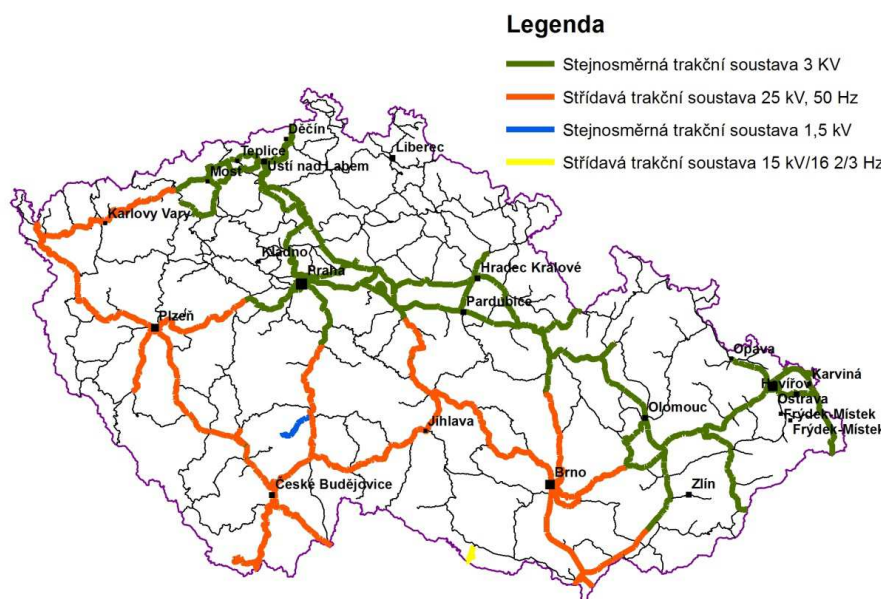 Legenda
Stejnosměrná trakční soustava 3 KV
Střídavá trakční soustava 25 kV, 50 Hz
Stejnosměrná trakční soustava 1,5 kV
Střídavá trakční soustava 15 kV/16 2/3 Hz
Děčín
Teplice
Liberec
Ústí nad Labem
Most
Karlovy Vary
Kladno
Praha
Hradec Králové
Pardubice
Plzeň
Opava
Karviná
Havířov
Ostrava
Frýdek-Místek
Frýdek-Místek
Olomouc
Jihlava
Brno
Zlín
České Budějovice